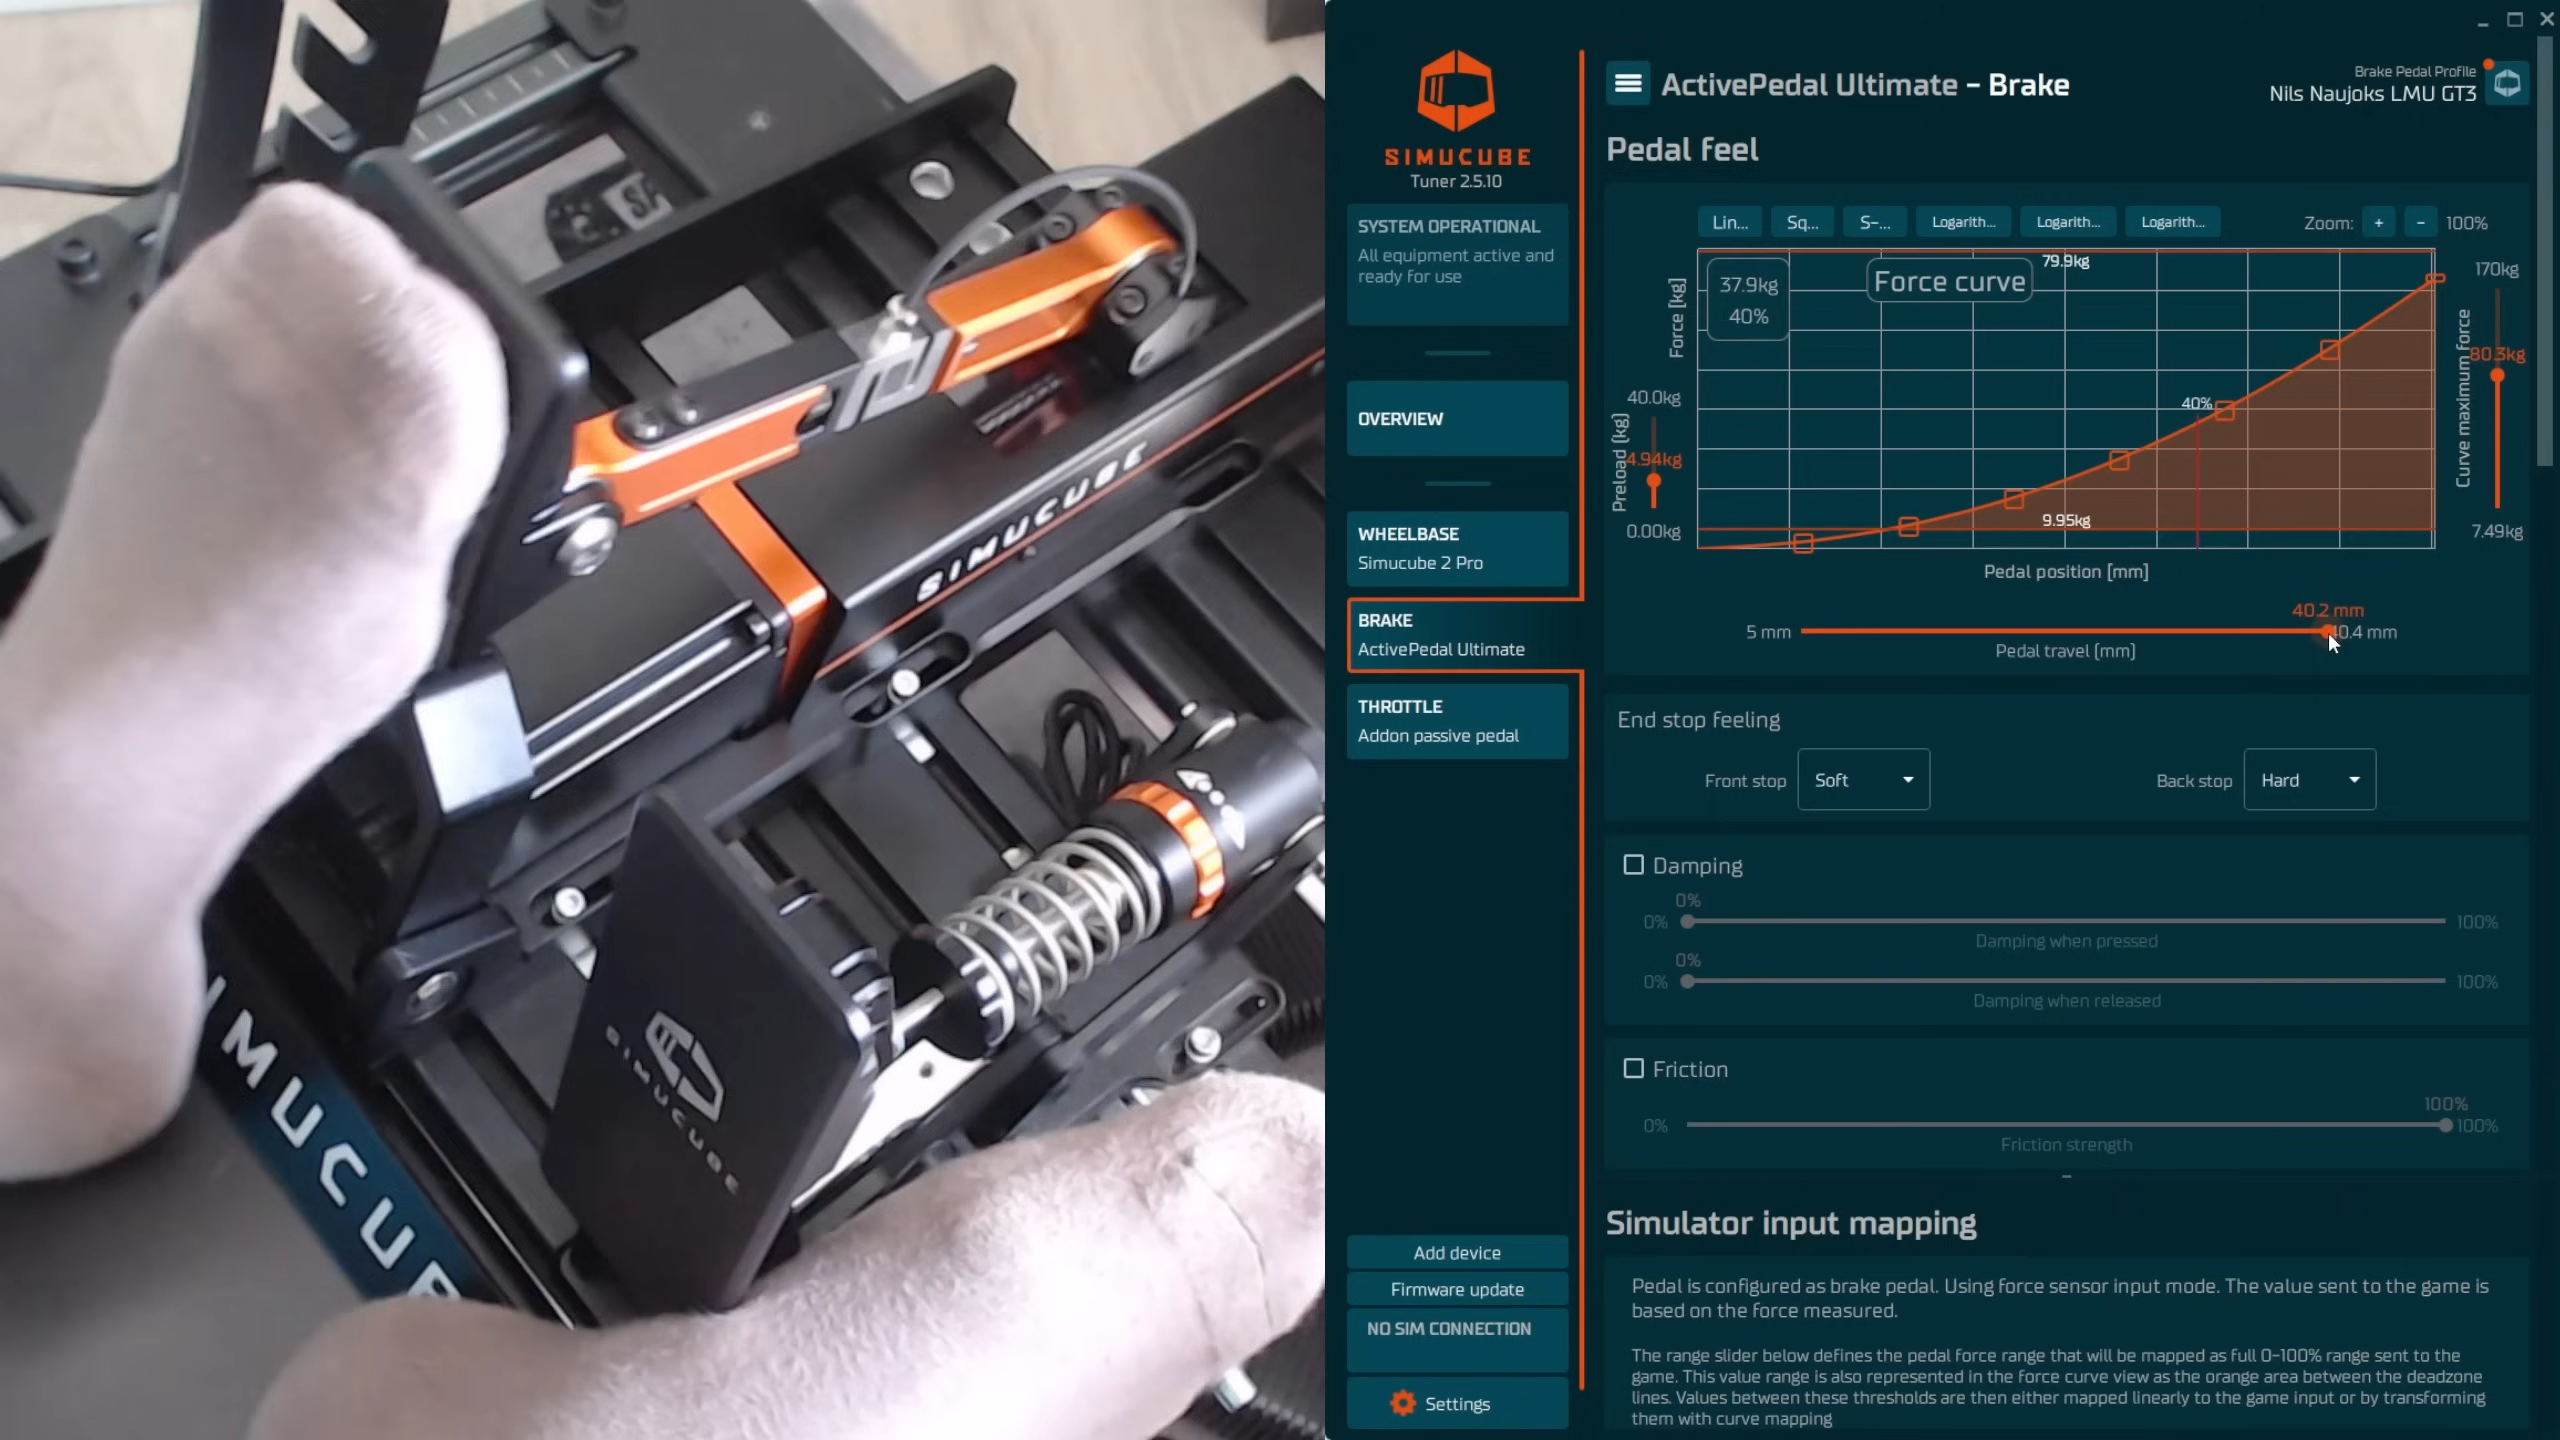 SIMUCUBE
SIMUCUBE
IMUCUB
SIMUCUBE
Tuner 2.5.10
SYSTEM OPERATIONAL
All equipment active and
ready for use
OVERVIEW
WHEELBASE
Simucube 2 Pro
BRAKE
ActivePedal Ultimate
THROTTLE
Addon passive pedal
Add device
Firmware update
NO SIM CONNECTION
Settings
ActivePedal Ultimate - Brake
Brake Pedal Profile
Nils Naujoks LMU GT3
Pedal feel
Lin... Sq... S-... Logarith... Logarith... Logarith... Zoom: + - 100%
79.9kg
37.9kg
40%
Force curve
Force [kg]
170kg
80.3kg
Curve maximum force
40.0kg
40%
4.94kg
Preload (kg)
9.95kg
0.00kg
7.49kg
Pedal position [mm]
40.2 mm
5 mm
40.4 mm
Pedal travel [mm]
End stop feeling
Front stop Soft
Back stop Hard
Damping
0%
0% 100%
Damping when pressed
0%
0% 100%
Damping when released
Friction
100%
0% 100%
Friction strength
Simulator input mapping
Pedal is configured as brake pedal. Using force sensor input mode. The value sent to the game is
based on the force measured.
The range slider below defines the pedal force range that will be mapped as full 0-100% range sent to the
game. This value range is also represented in the force curve view as the orange area between the deadzone
lines. Values between these thresholds are then either mapped linearly to the game input or by transforming
them with curve mapping